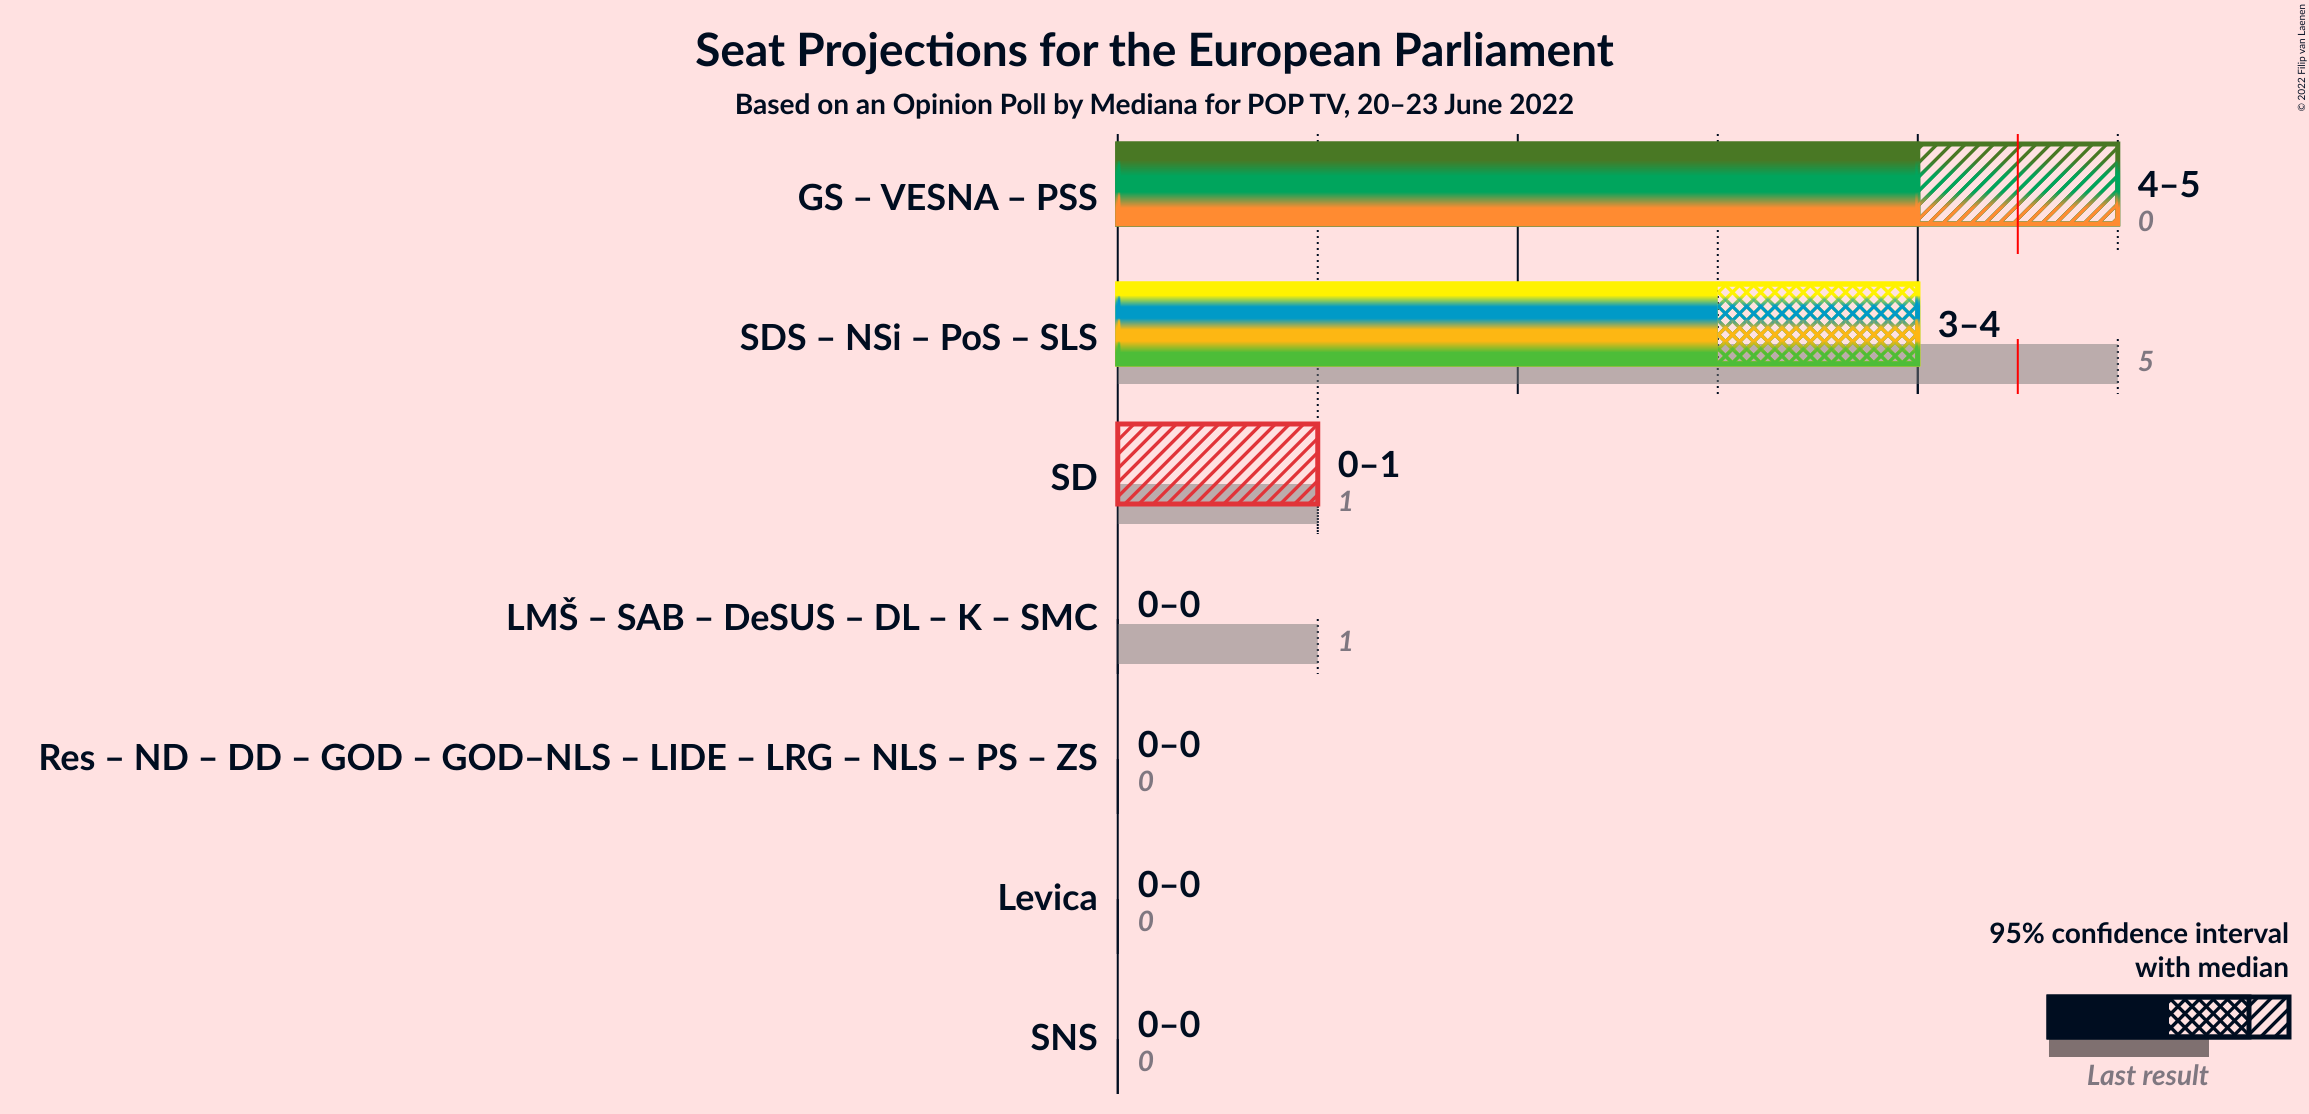 Seat Projections for the European Parliament
Based on an Opinion Poll by Mediana for POP TV, 20–23 June 2022
© 2022 Filip van Laenen
GS – VESNA – PSS
4–5
0
SDS – NSi – PoS – SLS
3–4
5
SD
0–1
1
LMŠ – SAB – DeSUS – DL – K – SMC
0–0
1
Res – ND – DD – GOD – GOD–NLS – LIDE – LRG – NLS – PS – ZS
0–0
0
Levica
0–0
0
SNS
0–0
0
95% confidence interval
with median
Last result